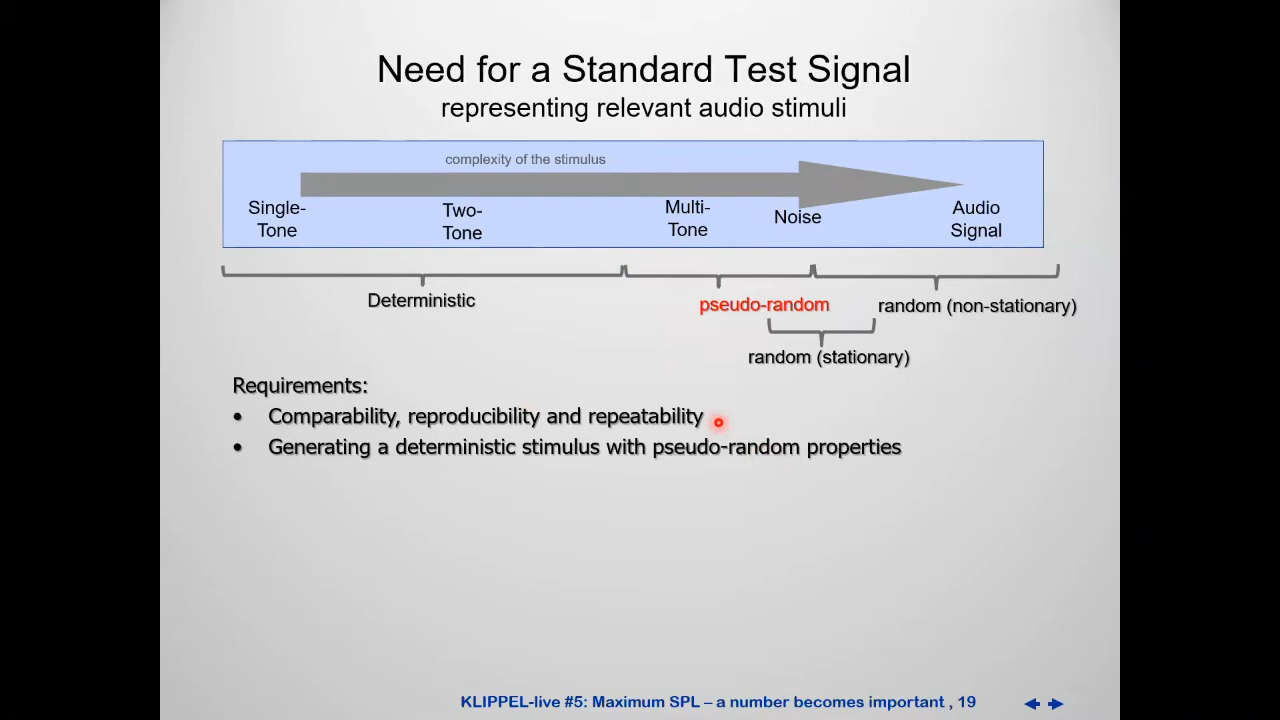 Need for a Standard Test Signal
representing relevant audio stimuli
complexity of the stimulus
Single-
Tone
Two-
Tone
Multi-
Tone
Noise
Audio
Signal
Deterministic
pseudo-random
random (non-stationary)
random (stationary)
Requirements:
• Comparability, reproducibility and repeatability
• Generating a deterministic stimulus with pseudo-random properties
KLIPPEL-live #5: Maximum SPL – a number becomes important , 19